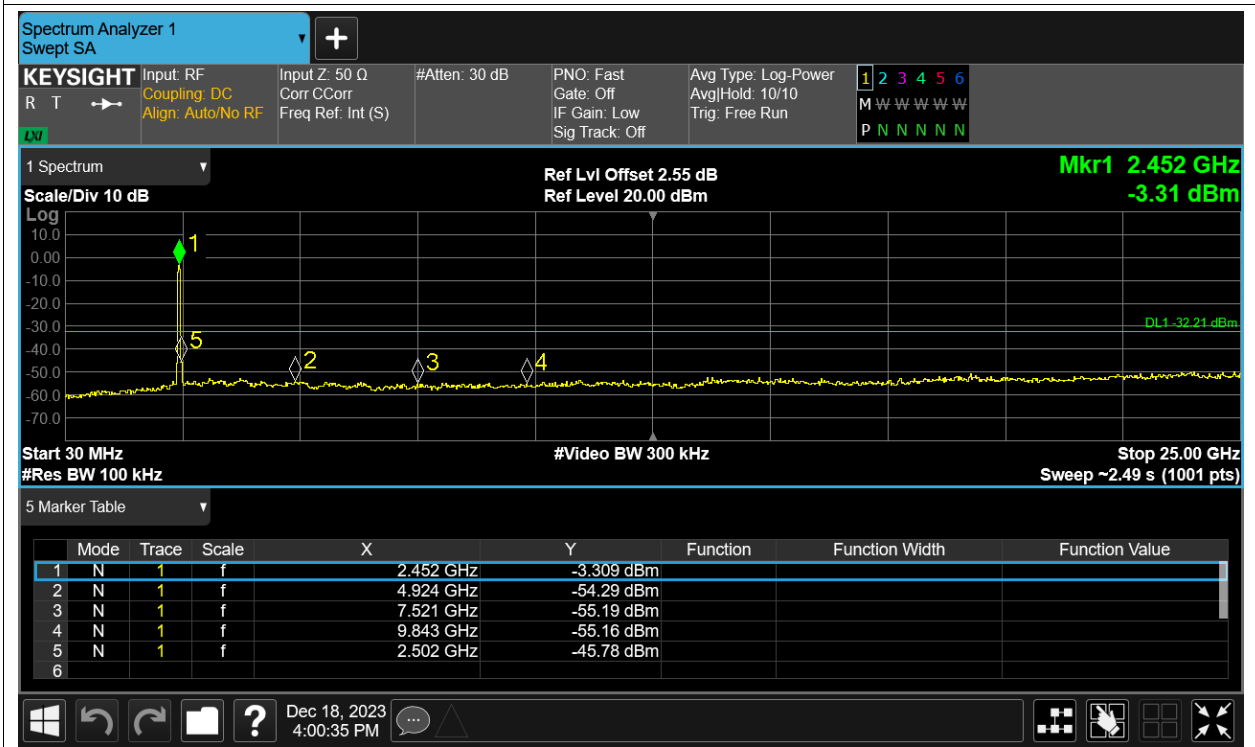 Spectrum Analyzer 1
Swept SA
+
KEYSIGHT
R T
LXI
Input: RF
Coupling: DC
Align: Auto/No RF
Input Z: 50 Ω
Corr CCorr
Freq Ref: Int (S)
#Atten: 30 dB
PNO: Fast
Gate: Off
IF Gain: Low
Sig Track: Off
Avg Type: Log-Power
Avg|Hold: 10/10
Trig: Free Run
1 2 3 4 5 6
M W W W W W
P N N N N N
1 Spectrum
Scale/Div 10 dB
Ref Lvl Offset 2.55 dB
Ref Level 20.00 dBm
Mkr1 2.452 GHz
-3.31 dBm
Log
10.0
0.00
-10.0
-20.0
-30.0
-40.0
-50.0
-60.0
-70.0
1
5
2
3
4
DL1 -32.21 dBm
Start 30 MHz
#Res BW 100 kHz
#Video BW 300 kHz
Stop 25.00 GHz
Sweep ~2.49 s (1001 pts)
5 Marker Table
Mode Trace Scale X Y Function Function Width Function Value
1 N 1 f 2.452 GHz -3.309 dBm
2 N 1 f 4.924 GHz -54.29 dBm
3 N 1 f 7.521 GHz -55.19 dBm
4 N 1 f 9.843 GHz -55.16 dBm
5 N 1 f 2.502 GHz -45.78 dBm
6
?
Dec 18, 2023
4:00:35 PM